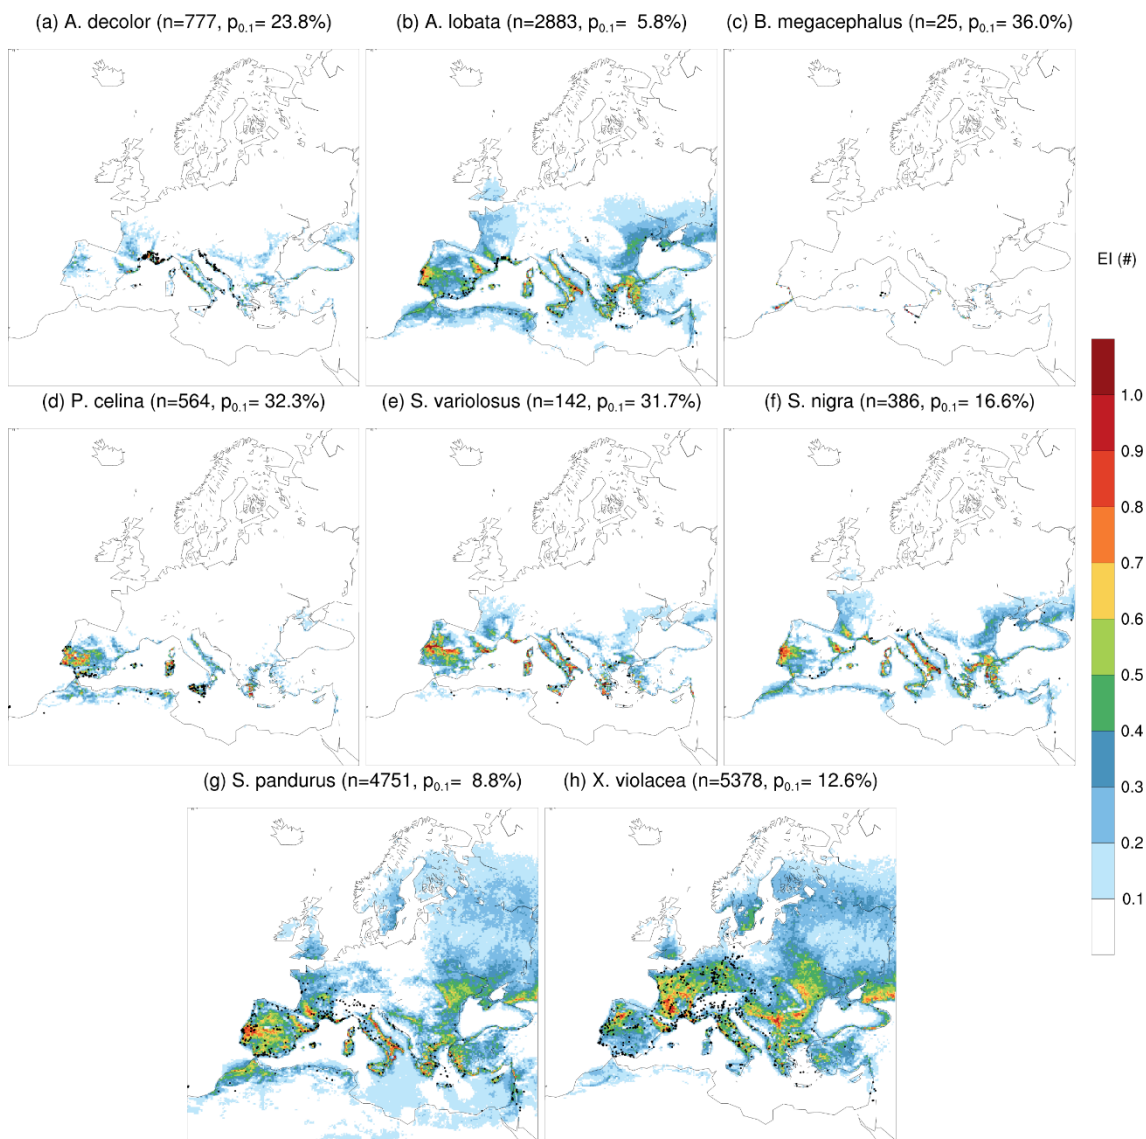 (a) A. decolor (n=777, p0.1= 23.8%)
(b) A. lobata (n=2883, p0.1=  5.8%)
(c) B. megacephalus (n=25, p0.1= 36.0%)
EI (#)
1.0
0.9
0.8
0.7
0.6
0.5
0.4
0.3
0.2
0.1
(d) P. celina (n=564, p0.1= 32.3%)
(e) S. variolosus (n=142, p0.1= 31.7%)
(f) S. nigra (n=386, p0.1= 16.6%)
(g) S. pandurus (n=4751, p0.1=  8.8%)
(h) X. violacea (n=5378, p0.1= 12.6%)